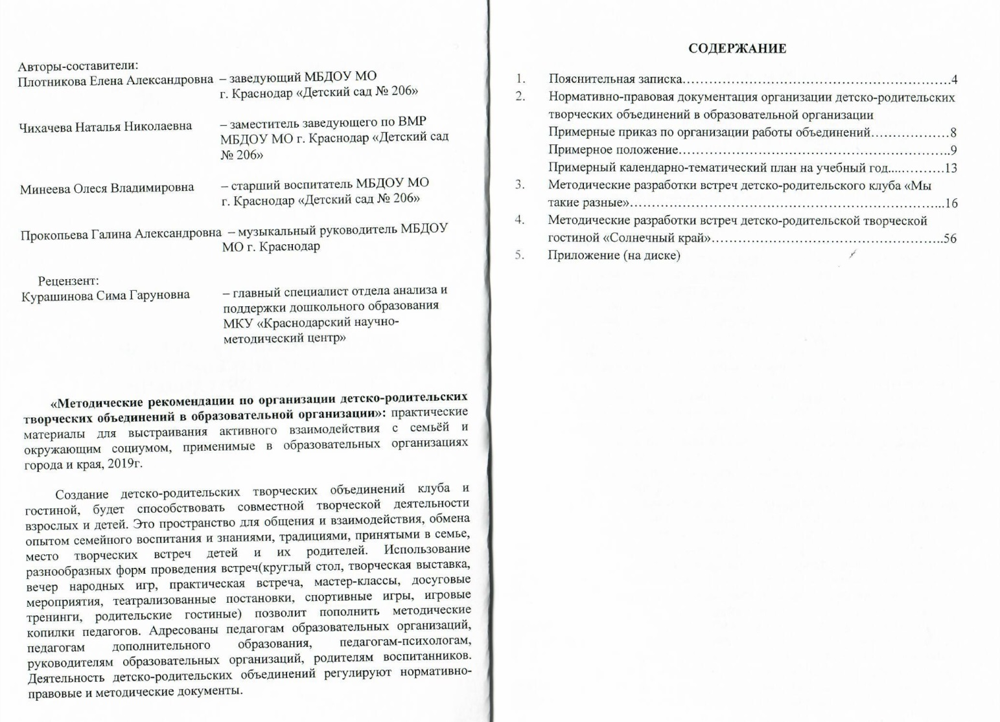 Авторы-составители:
Плотникова Елена Александровна – заведующий МБДОУ МО
г. Краснодар «Детский сад № 206»
Чихачева Наталья Николаевна – заместитель заведующего по ВМР
МБДОУ МО г. Краснодар «Детский сад
№ 206»
Минеева Олеся Владимировна – старший воспитатель МБДОУ МО
г. Краснодар «Детский сад № 206»
Прокопьева Галина Александровна – музыкальный руководитель МБДОУ
МО г. Краснодар
Рецензент:
Курашинова Сима Гаруновна – главный специалист отдела анализа и
поддержки дошкольного образования
МКУ «Краснодарский научно-
методический центр»
«Методические рекомендации по организации детско-родительских
творческих объединений в образовательной организации»: практические
материалы для выстраивания активного взаимодействия с семьёй и
окружающим социумом, применимые в образовательных организациях
города и края, 2019г.
Создание детско-родительских творческих объединений клуба и
гостиной, будет способствовать совместной творческой деятельности
взрослых и детей. Это пространство для общения и взаимодействия, обмена
опытом семейного воспитания и знаниями, традициями, принятыми в семье,
место творческих встреч детей и их родителей. Использование
разнообразных форм проведения встреч(круглый стол, творческая выставка,
вечер народных игр, практическая встреча, мастер-классы, досуговые
мероприятия, театрализованные постановки, спортивные игры, игровые
тренинги, родительские гостиные) позволит пополнить методические
копилки педагогов. Адресованы педагогам образовательных организаций,
педагогам дополнительного образования, педагогам-психологам,
руководителям образовательных организаций, родителям воспитанников.
Деятельность детско-родительских объединений регулируют нормативно-
правовые и методические документы.
СОДЕРЖАНИЕ
1. Пояснительная записка……………………………………………………4
2. Нормативно-правовая документация организации детско-родительских
творческих объединений в образовательной организации
Примерные приказ по организации работы объединений………………8
Примерное положение……………………………………………………9
Примерный календарно-тематический план на учебный год.…………13
3. Методические разработки встреч детско-родительского клуба «Мы
такие разные»………………………………………………………………16
4. Методические разработки встреч детско-родительской творческой
гостиной «Солнечный край»……………………………………………56
5. Приложение (на диске)